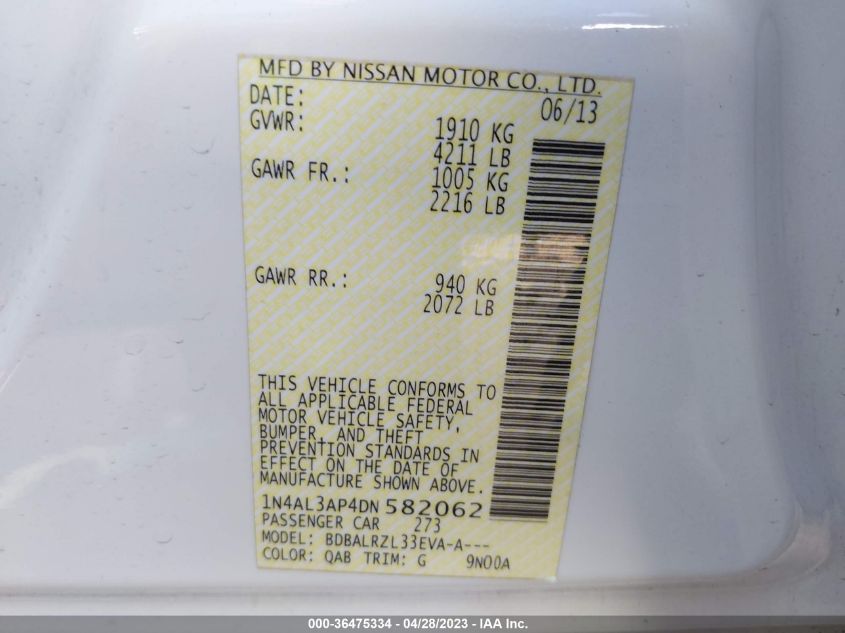 MFD BY NISSAN MOTOR CO., LTD.
DATE: 06/13
GVWR: 1910 KG
4211 LB
GAWR FR.: 1005 KG
2216 LB
GAWR RR.: 940 KG
2072 LB
THIS VEHICLE CONFORMS TO
ALL APPLICABLE FEDERAL
MOTOR VEHICLE SAFETY,
BUMPER, AND THEFT
PREVENTION STANDARDS IN
EFFECT ON THE DATE OF
MANUFACTURE SHOWN ABOVE.
1N4AL3AP4DN582062
PASSENGER CAR 273
MODEL: BDBALRZL33EVA-A---
COLOR: QAB TRIM: G 9N00A
000-36475334 - 04/28/2023 - IAA Inc.